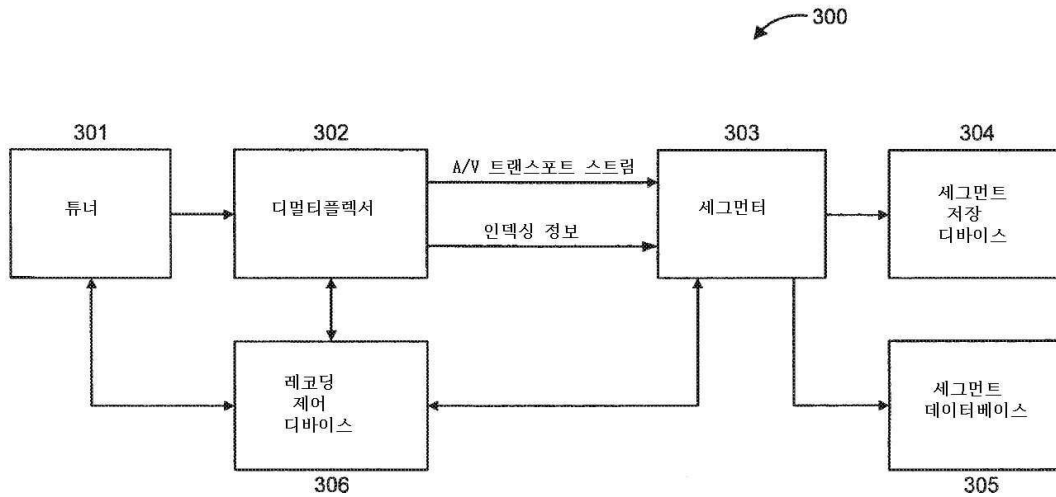 300
301
302
303
304
튜너
디멀티플렉서
A/V 트랜스포트 스트림
인덱싱 정보
세그먼터
세그먼트
저장
디바이스
레코딩
제어
디바이스
세그먼트
데이터베이스
306
305